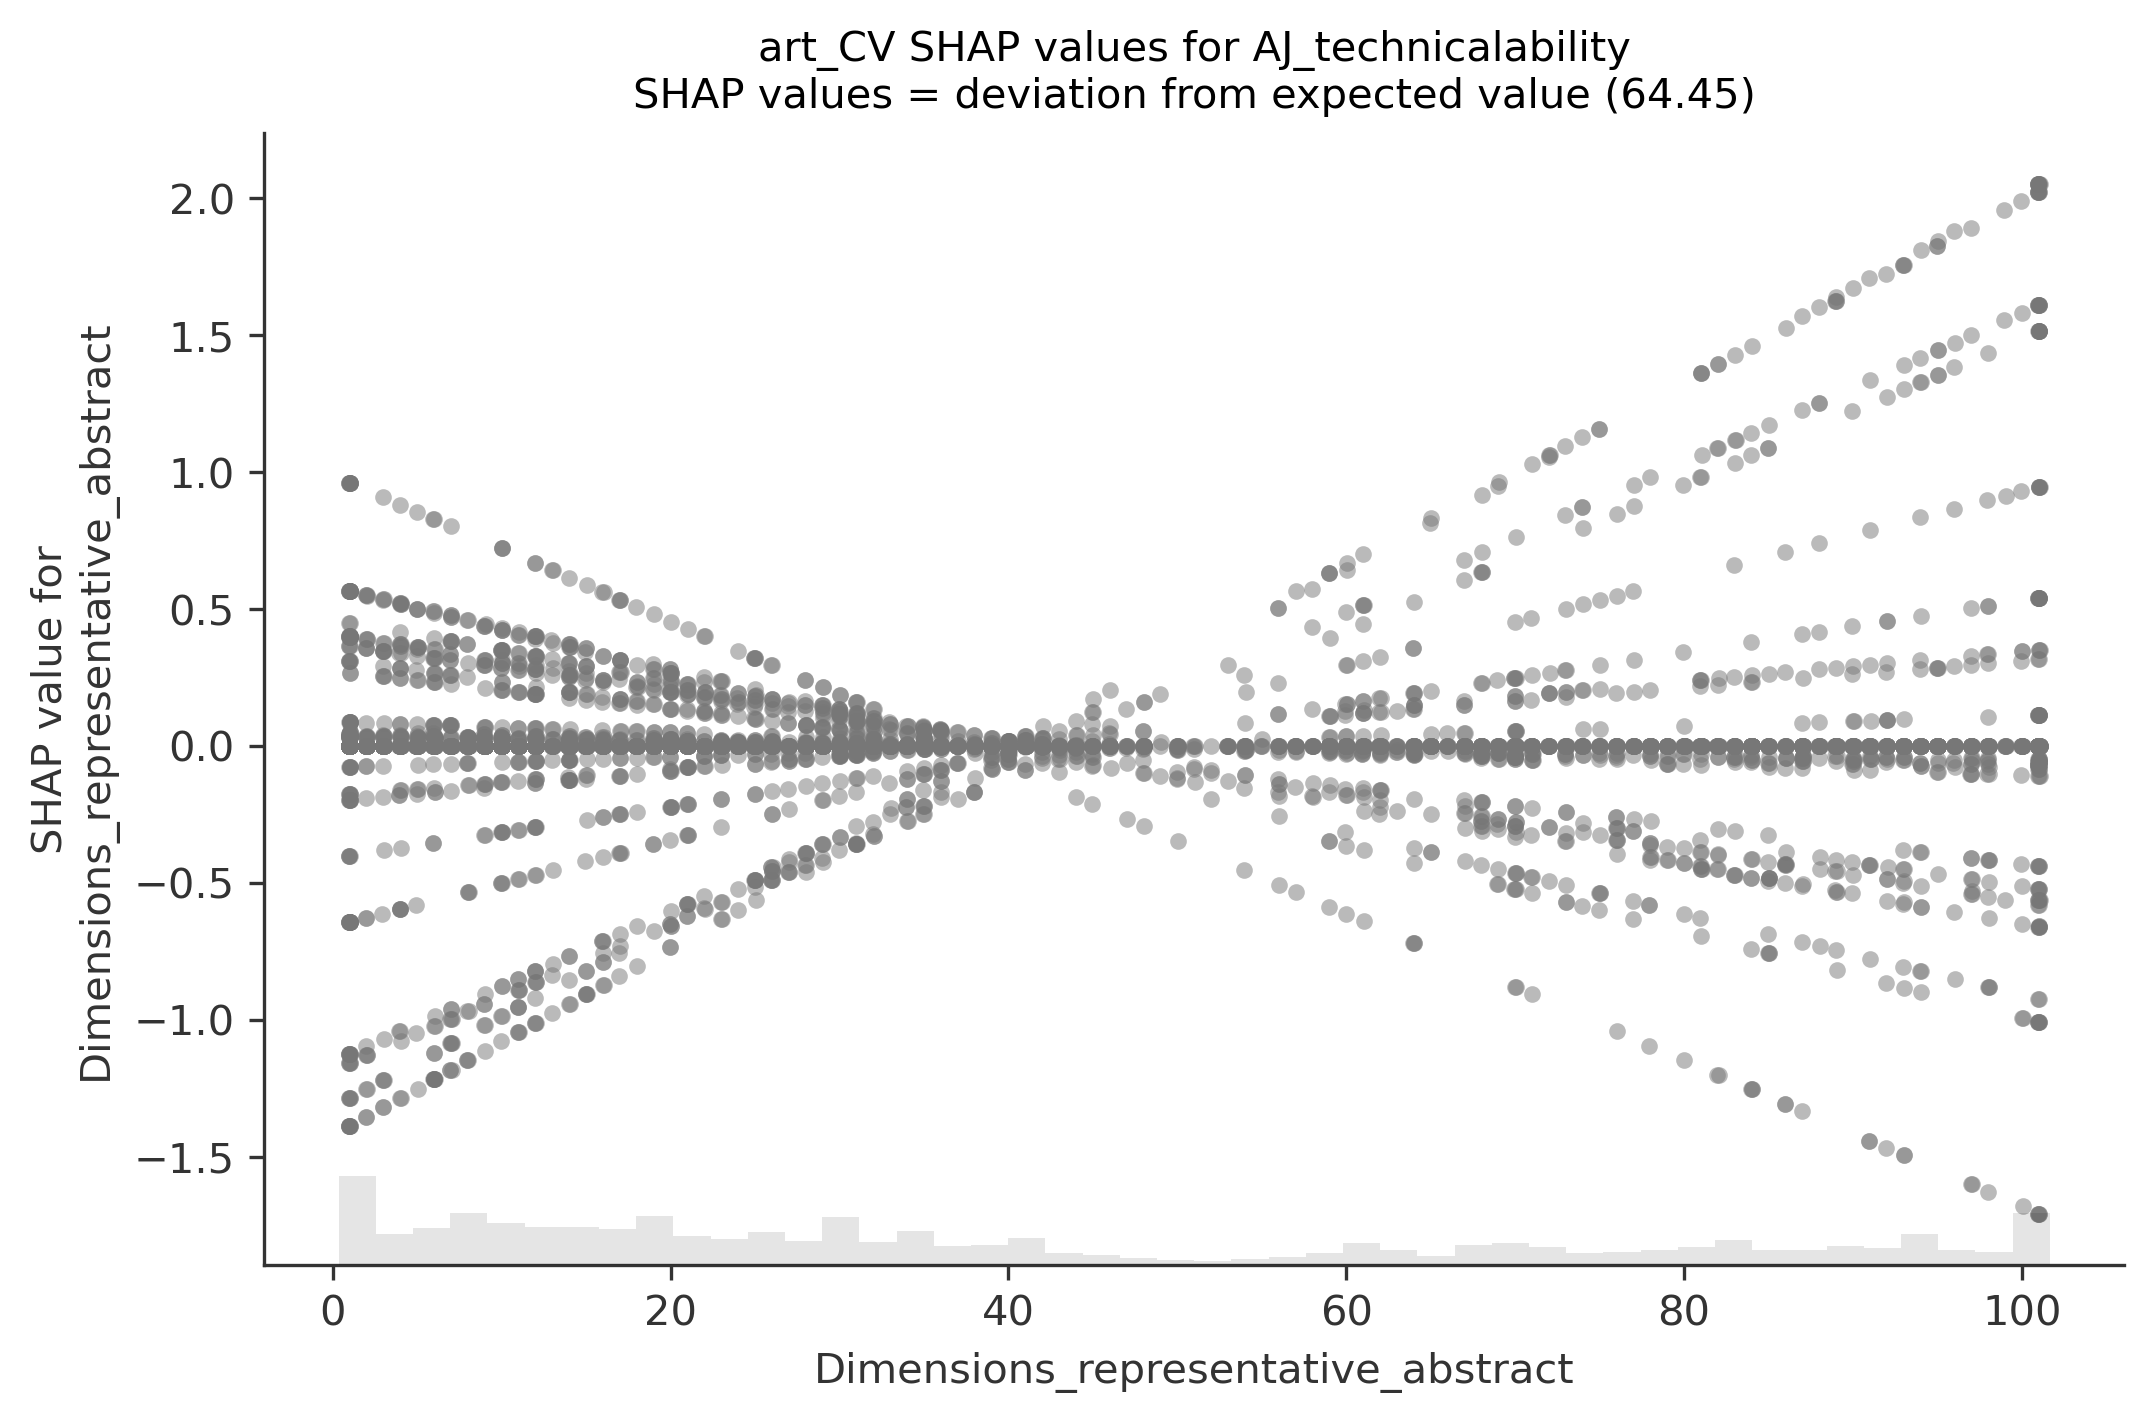 art_CV SHAP values for AJ_technicalability
SHAP values = deviation from expected value (64.45)
SHAP value for
Dimensions_representative_abstract
2.0
1.5
1.0
0.5
0.0
−0.5
−1.0
−1.5
0 20 40 60 80 100
Dimensions_representative_abstract